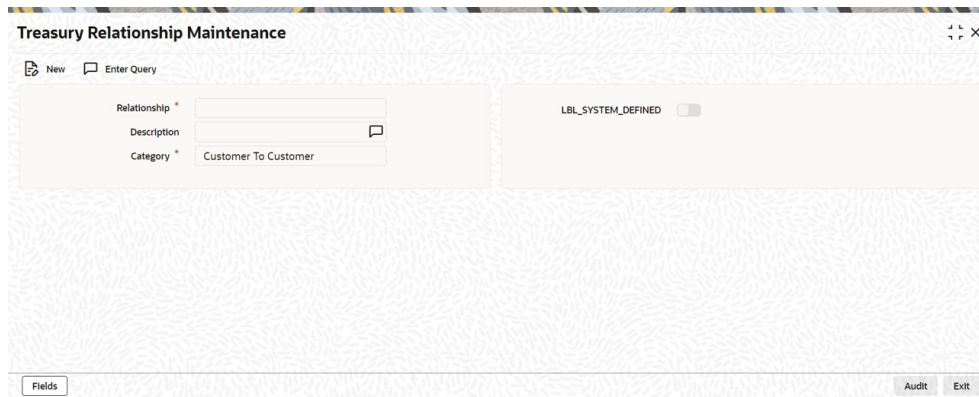 Treasury Relationship Maintenance
New Enter Query
Relationship *
Description
Category * Customer To Customer
LBL_SYSTEM_DEFINED
Fields
Audit Exit